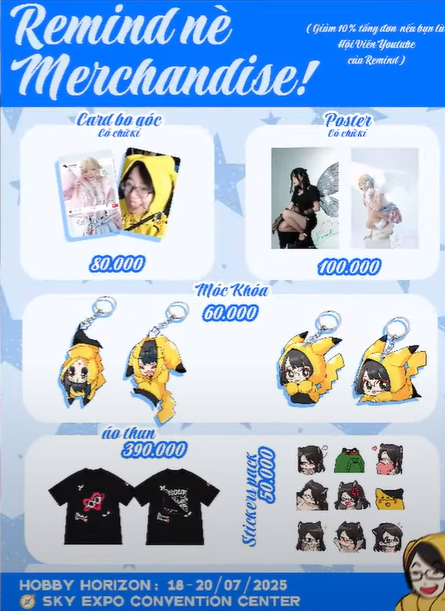 Remind nè
Merchandise!
( Giảm 10% tổng đơn nếu bạn là
Hội Viên Youtube
của Remind )
Card bo góc
Có chữ kí
80.000
Poster
Có chữ kí
100.000
Móc Khóa
60.000
áo thun
390.000
Stickers pack
50.000
HOBBY HORIZON : 18 - 20 / 07 / 2025
SKY EXPO CONVENTION CENTER